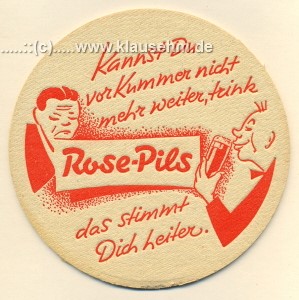 .....::(c).....www.klausehm.de
Kannst Du
vor Kummer nicht
mehr weiter, trink
Rose-Pils
das stimmt
Dich heiter.